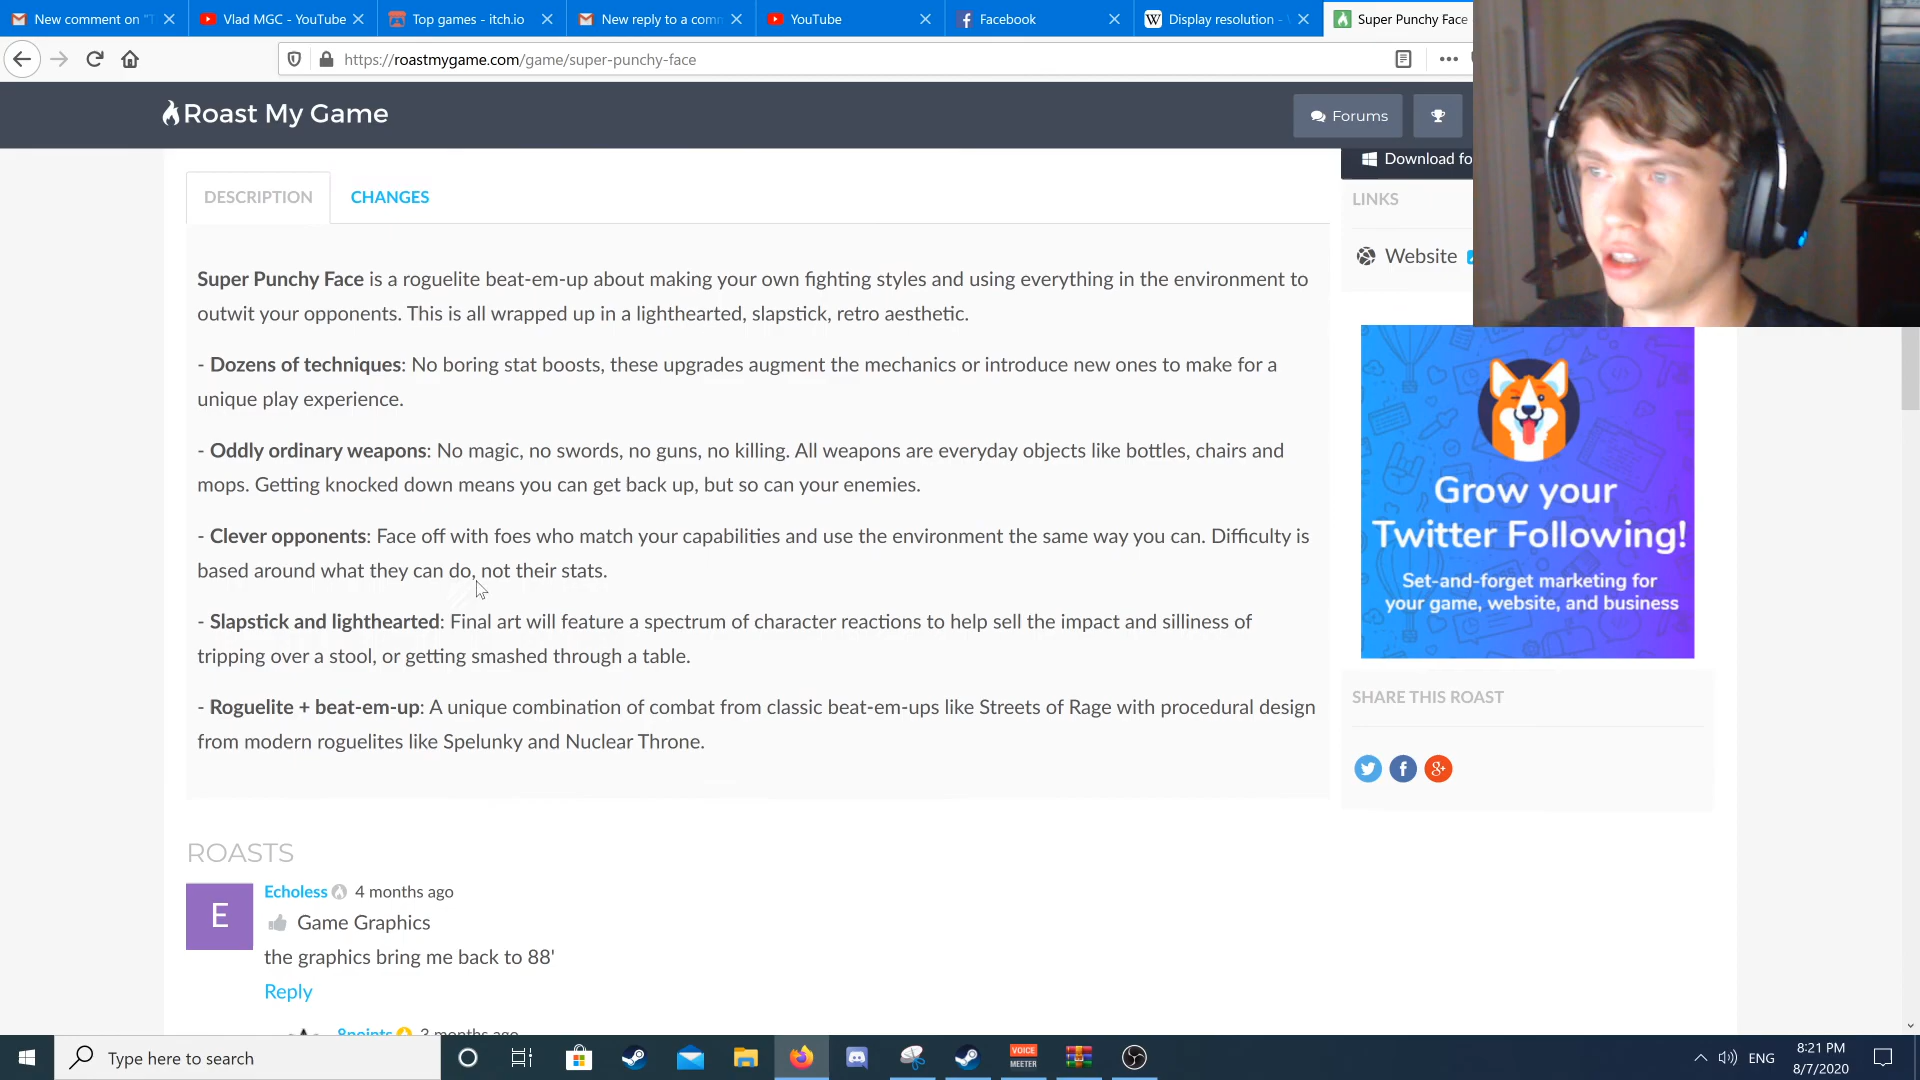 New comment on "T
Vlad MGC - YouTube
Top games - itch.io
New reply to a comm
YouTube
Facebook
Display resolution -
Super Punchy Face
https://roastmygame.com/game/super-punchy-face
Roast My Game
Forums
DESCRIPTION
CHANGES
Download fo
LINKS
Website
Super Punchy Face is a roguelite beat-em-up about making your own fighting styles and using everything in the environment to
outwit your opponents. This is all wrapped up in a lighthearted, slapstick, retro aesthetic.
- Dozens of techniques: No boring stat boosts, these upgrades augment the mechanics or introduce new ones to make for a
unique play experience.
- Oddly ordinary weapons: No magic, no swords, no guns, no killing. All weapons are everyday objects like bottles, chairs and
mops. Getting knocked down means you can get back up, but so can your enemies.
- Clever opponents: Face off with foes who match your capabilities and use the environment the same way you can. Difficulty is
based around what they can do, not their stats.
- Slapstick and lighthearted: Final art will feature a spectrum of character reactions to help sell the impact and silliness of
tripping over a stool, or getting smashed through a table.
- Roguelite + beat-em-up: A unique combination of combat from classic beat-em-ups like Streets of Rage with procedural design
from modern roguelites like Spelunky and Nuclear Throne.
Grow your
Twitter Following!
Set-and-forget marketing for
your game, website, and business
SHARE THIS ROAST
ROASTS
E
Echoless 4 months ago
Game Graphics
the graphics bring me back to 88'
Reply
8points 3 months ago
Type here to search
VOICE
MEETER
ENG
8:21 PM
8/7/2020